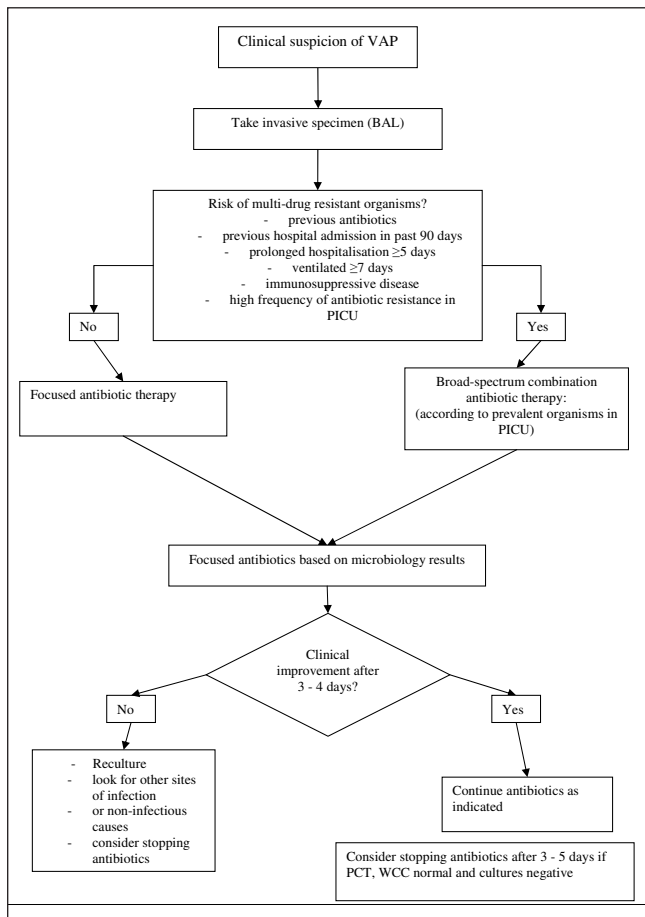 Clinical suspicion of VAP
Take invasive specimen (BAL)
Risk of multi-drug resistant organisms?
- previous antibiotics
- previous hospital admission in past 90 days
- prolonged hospitalisation ≥5 days
- ventilated ≥7 days
- immunosuppressive disease
- high frequency of antibiotic resistance in
PICU
No
Yes
Focused antibiotic therapy
Broad-spectrum combination
antibiotic therapy:
(according to prevalent organisms in
PICU)
Focused antibiotics based on microbiology results
Clinical
improvement after
3 - 4 days?
No
Yes
- Reculture
- look for other sites
of infection
- or non-infectious
causes
- consider stopping
antibiotics
Continue antibiotics as
indicated
Consider stopping antibiotics after 3 - 5 days if
PCT, WCC normal and cultures negative